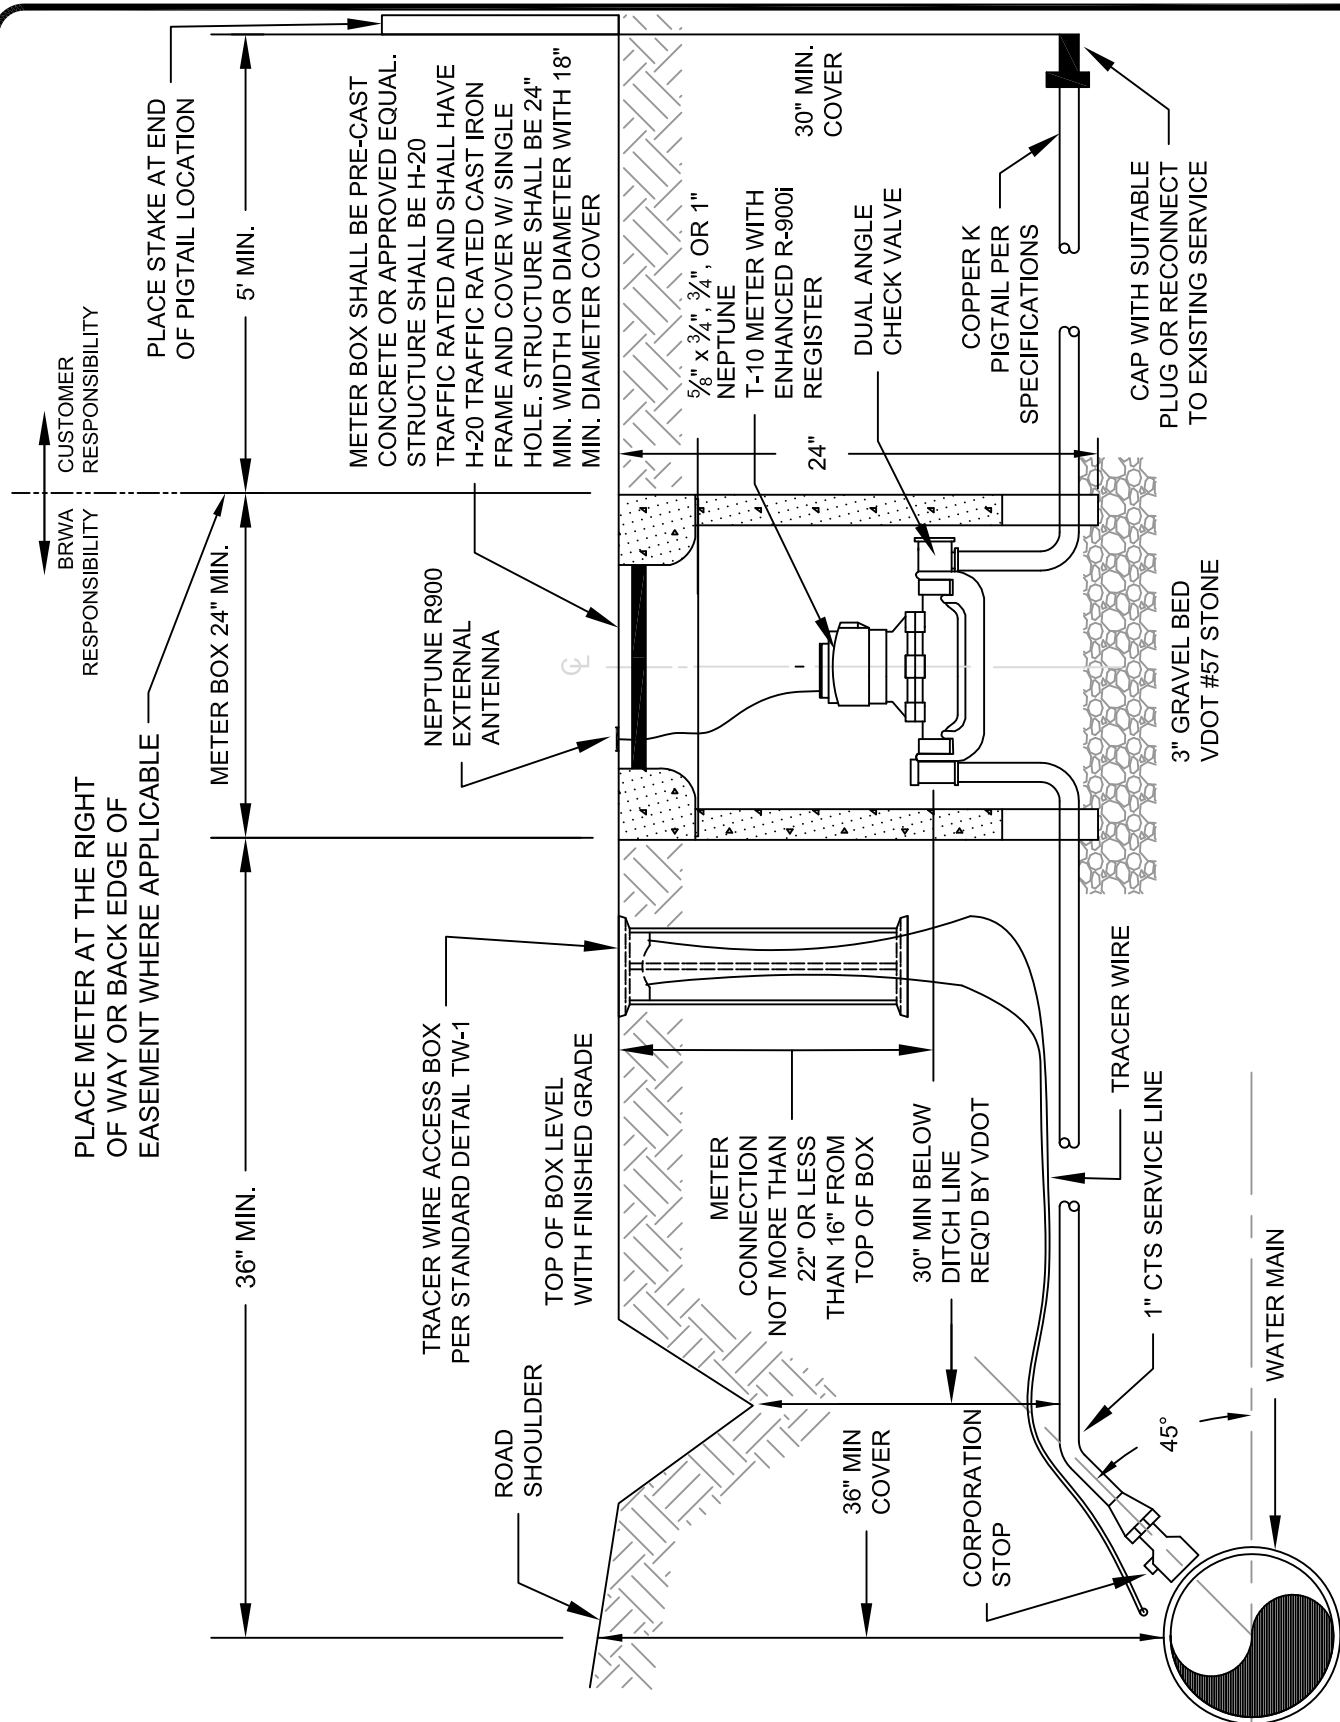 PLACE METER AT THE RIGHT
OF WAY OR BACK EDGE OF
EASEMENT WHERE APPLICABLE
BRWA
RESPONSIBILITY
CUSTOMER
RESPONSIBILITY
PLACE STAKE AT END
OF PIGTAIL LOCATION
36" MIN.
METER BOX 24" MIN.
5' MIN.
METER BOX SHALL BE PRE-CAST
CONCRETE OR APPROVED EQUAL.
STRUCTURE SHALL BE H-20
TRAFFIC RATED AND SHALL HAVE
H-20 TRAFFIC RATED CAST IRON
FRAME AND COVER W/ SINGLE
HOLE. STRUCTURE SHALL BE 24"
MIN. WIDTH OR DIAMETER WITH 18"
MIN. DIAMETER COVER
TRACER WIRE ACCESS BOX
PER STANDARD DETAIL TW-1
NEPTUNE R900
EXTERNAL
ANTENNA
ROAD
SHOULDER
TOP OF BOX LEVEL
WITH FINISHED GRADE
CL
5/8" x 3/4", 3/4", OR 1"
NEPTUNE
T-10 METER WITH
ENHANCED R-900i
REGISTER
30" MIN.
COVER
METER
CONNECTION
NOT MORE THAN
22" OR LESS
THAN 16" FROM
TOP OF BOX
24"
DUAL ANGLE
CHECK VALVE
36" MIN
COVER
30" MIN BELOW
DITCH LINE
REQ'D BY VDOT
COPPER K
PIGTAIL PER
SPECIFICATIONS
CORPORATION
STOP
TRACER WIRE
1" CTS SERVICE LINE
45°
CAP WITH SUITABLE
PLUG OR RECONNECT
TO EXISTING SERVICE
3" GRAVEL BED
VDOT #57 STONE
WATER MAIN